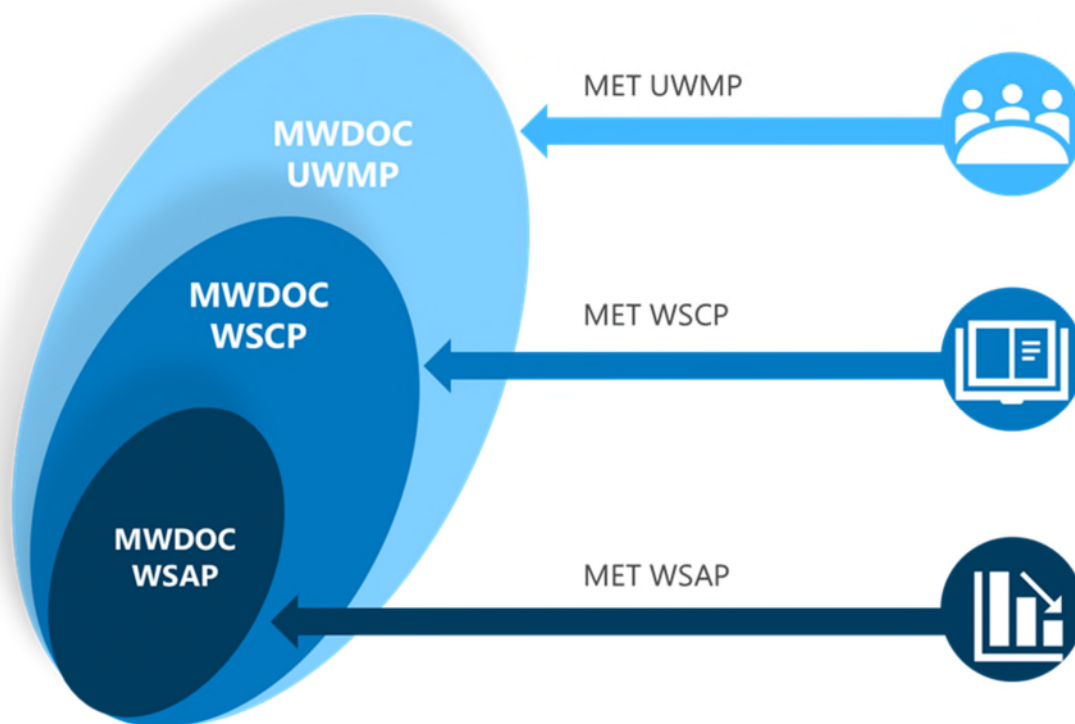 MET UWMP
MWDOC
UWMP
MWDOC
WSCP
MET WSCP
MWDOC
WSAP
MET WSAP